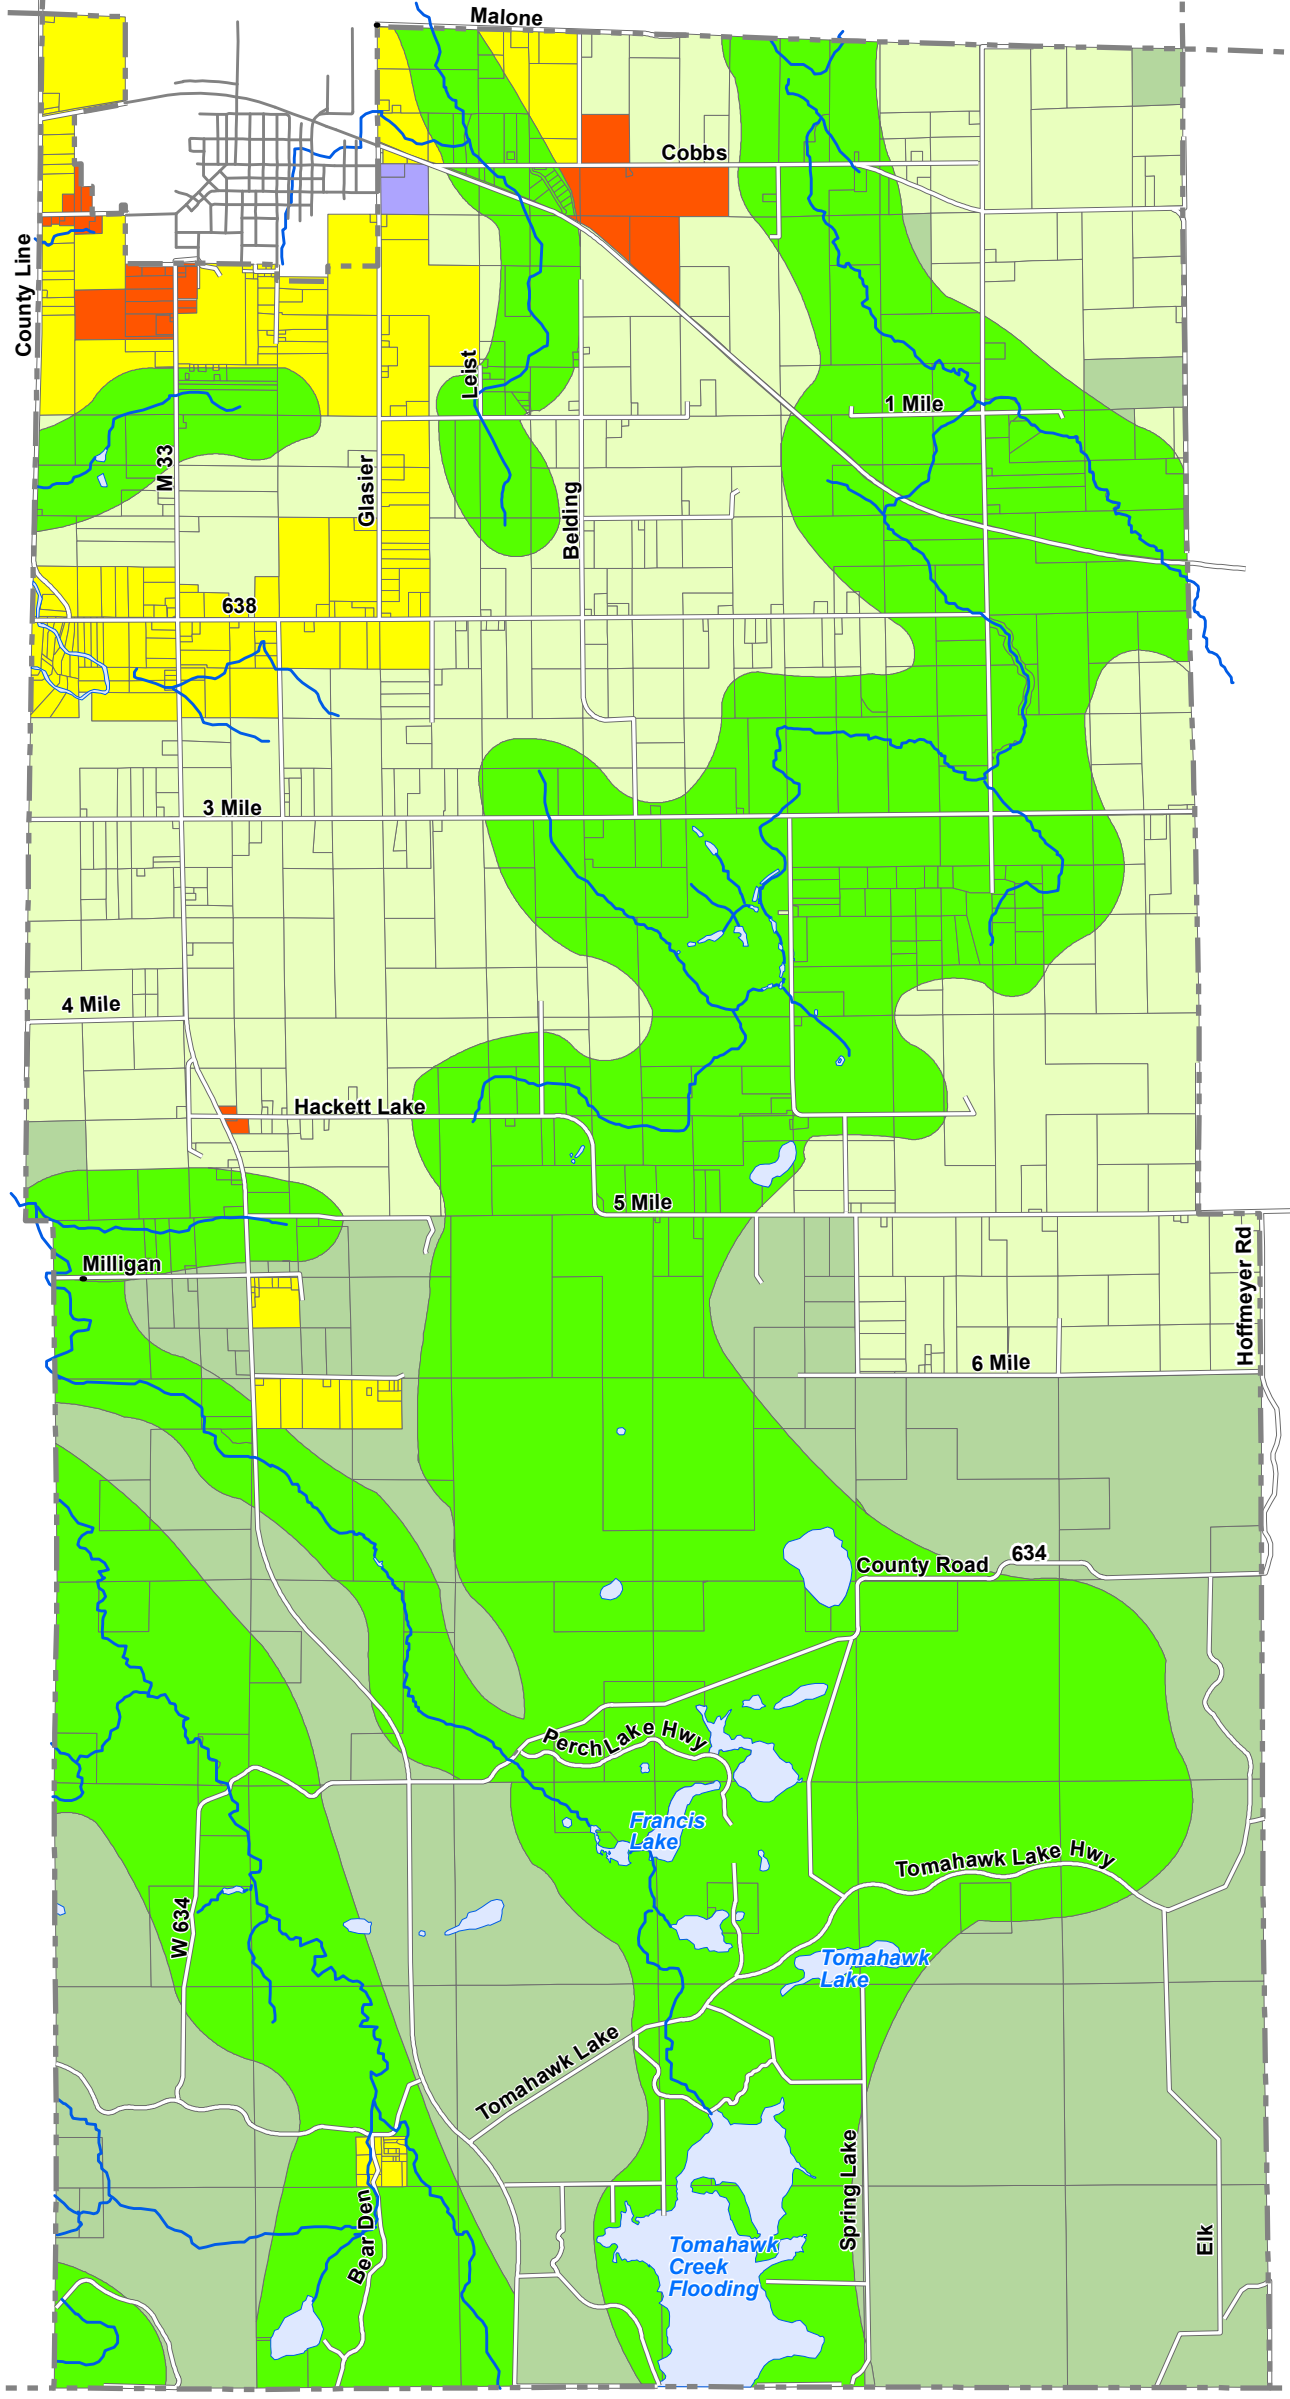 Malone
Cobbs
County Line
Leist
1 Mile
M 33
Glasier
Belding
638
3 Mile
4 Mile
Hackett Lake
5 Mile
Milligan
Hoffmeyer Rd
6 Mile
County Road 634
Perch Lake Hwy
Francis
Lake
Tomahawk Lake Hwy
W 634
Tomahawk
Lake
Tomahawk Lake
Spring Lake
Bear Den
Elk
Tomahawk
Creek
Flooding